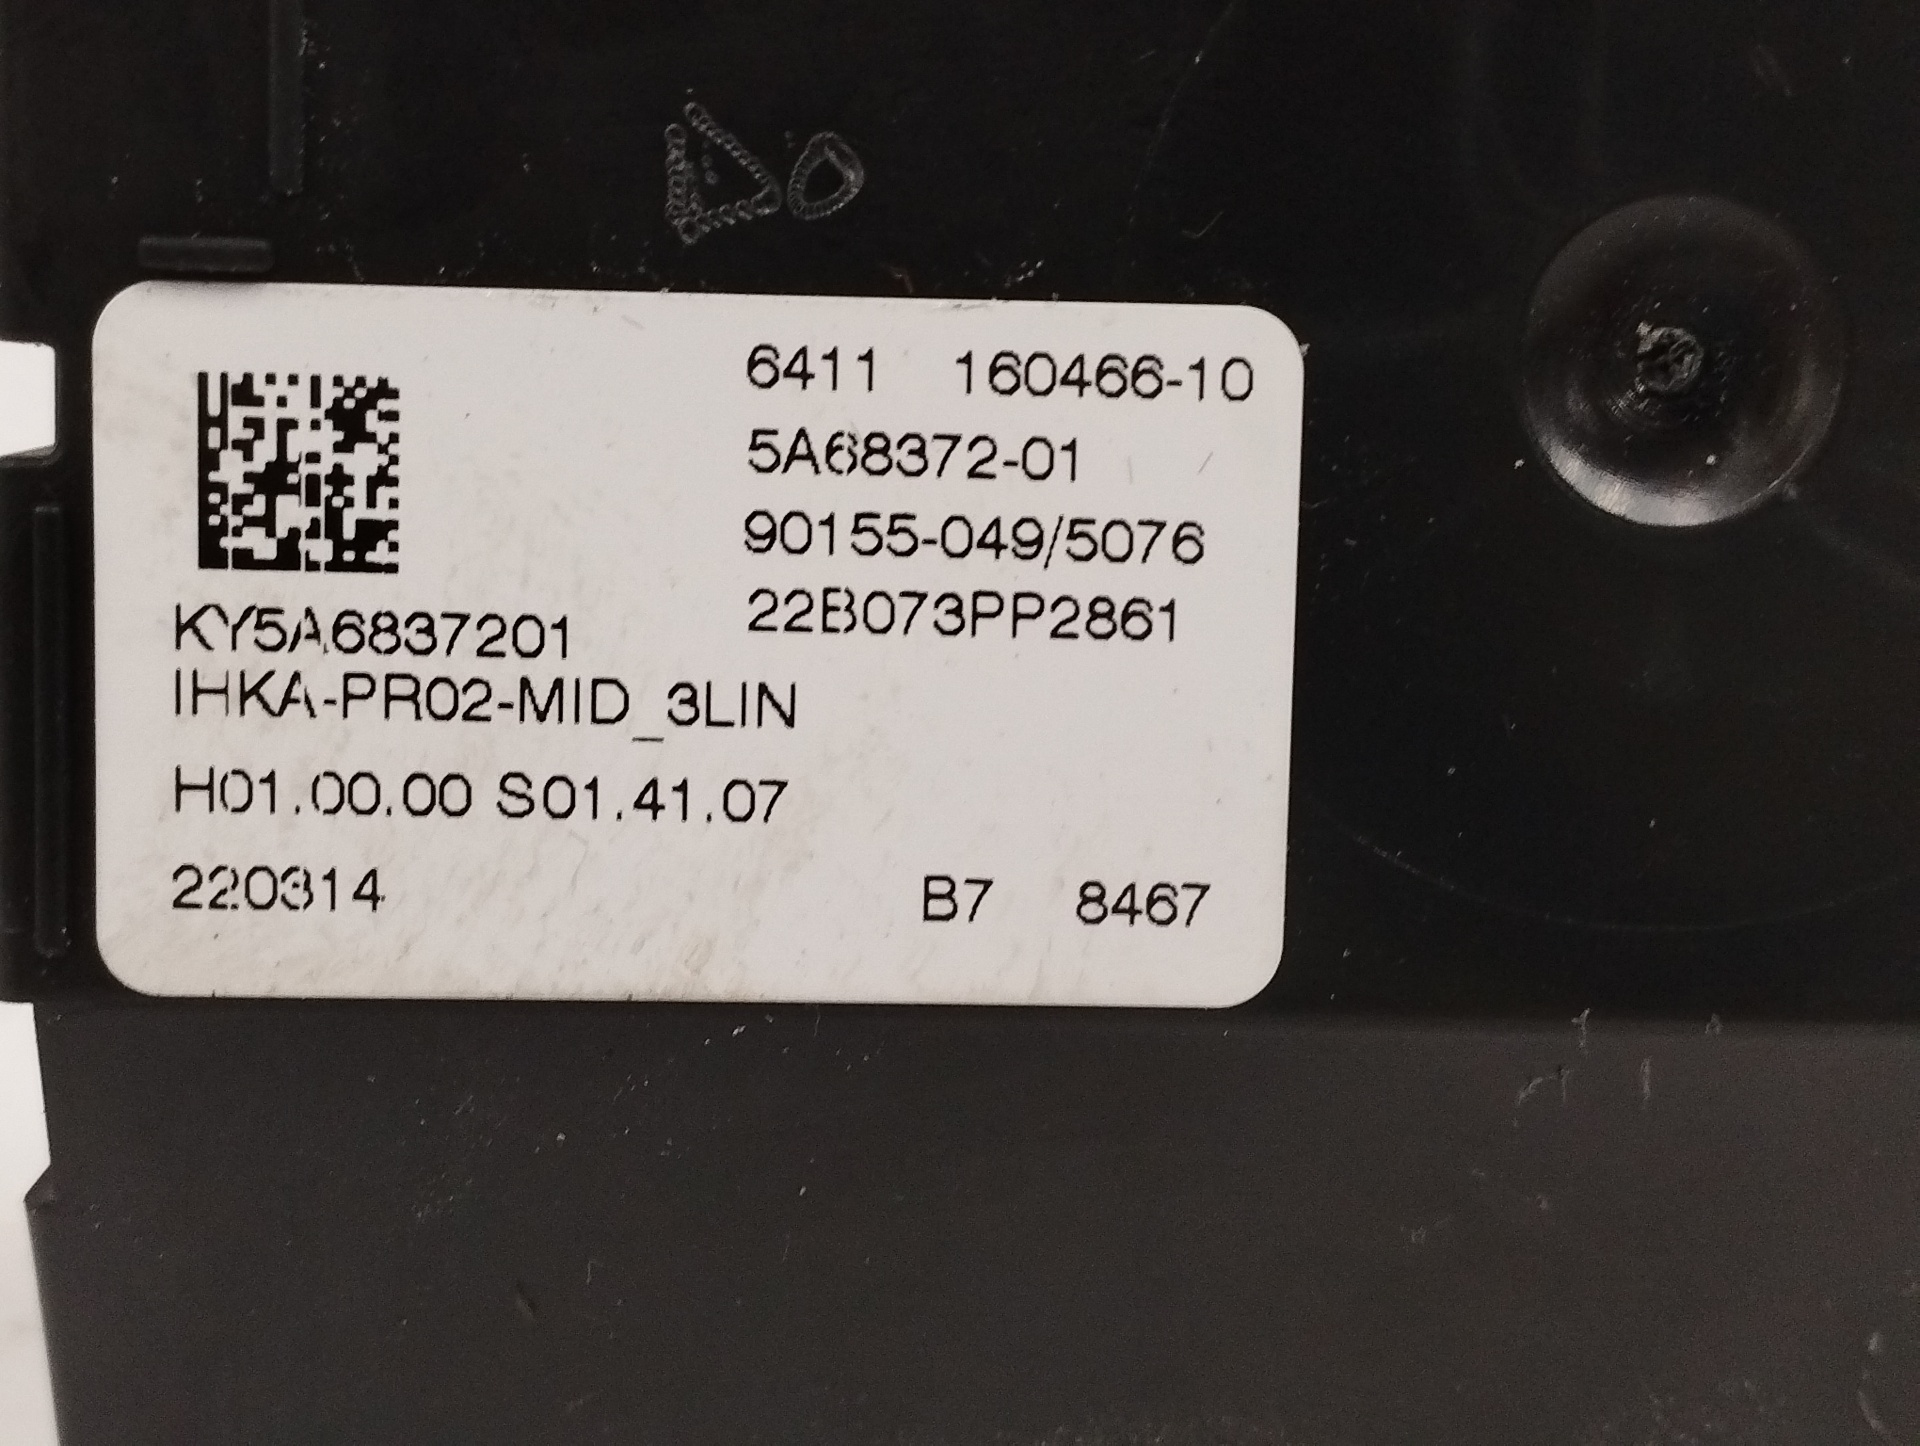 6411 160466-10
5A68372-01
90155-049/5076
22B073PP2861
KY5A6837201
IHKA-PR02-MID_3LIN
H01.00.00 S01.41.07
220314 B7 8467